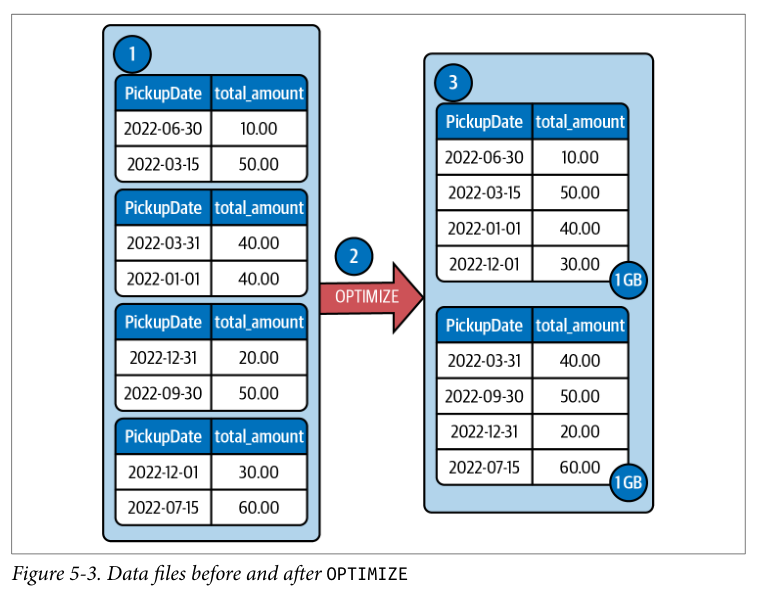 1
PickupDate total_amount
2022-06-30 10.00
2022-03-15 50.00
PickupDate total_amount
2022-03-31 40.00
2022-01-01 40.00
PickupDate total_amount
2022-12-31 20.00
2022-09-30 50.00
PickupDate total_amount
2022-12-01 30.00
2022-07-15 60.00
2
OPTIMIZE
3
PickupDate total_amount
2022-06-30 10.00
2022-03-15 50.00
2022-01-01 40.00
2022-12-01 30.00
1GB
PickupDate total_amount
2022-03-31 40.00
2022-09-30 50.00
2022-12-31 20.00
2022-07-15 60.00
1GB
Figure 5-3. Data files before and after OPTIMIZE